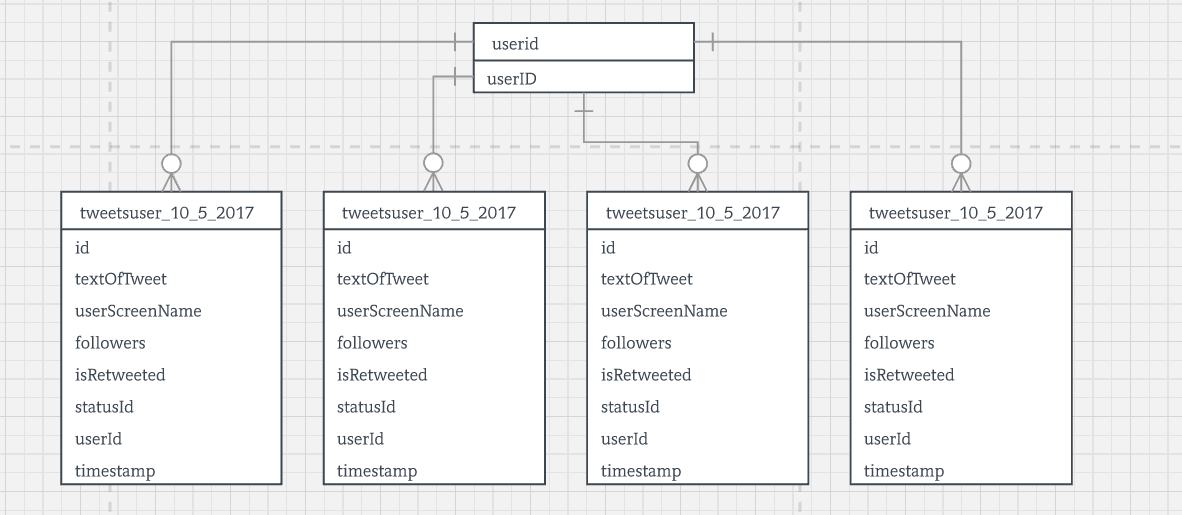 userid
userID
tweetsuser_10_5_2017
id
textOfTweet
userScreenName
followers
isRetweeted
statusId
userId
timestamp
tweetsuser_10_5_2017
id
textOfTweet
userScreenName
followers
isRetweeted
statusId
userId
timestamp
tweetsuser_10_5_2017
id
textOfTweet
userScreenName
followers
isRetweeted
statusId
userId
timestamp
tweetsuser_10_5_2017
id
textOfTweet
userScreenName
followers
isRetweeted
statusId
userId
timestamp